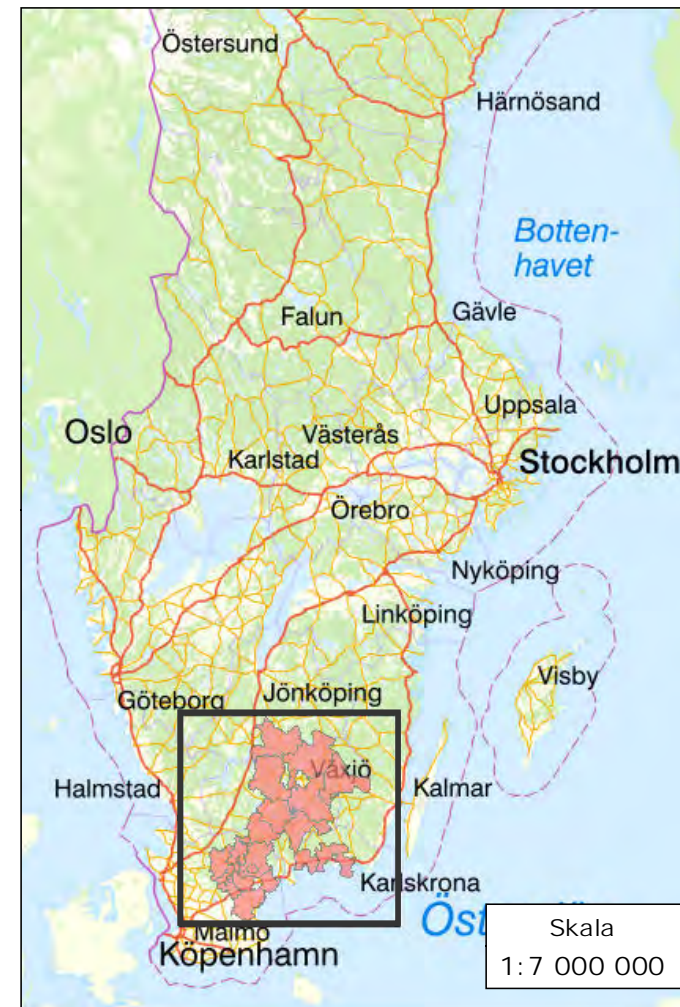 Östersund
Härnösand
Botten-
havet
Falun
Gävle
Uppsala
Oslo
Västerås
Karlstad
Stockholm
Örebro
Nyköping
Linköping
Visby
Göteborg
Jönköping
Växjö
Halmstad
Kalmar
Karlskrona
Öst
Malmö
Köpenhamn
Skala
1:7 000 000